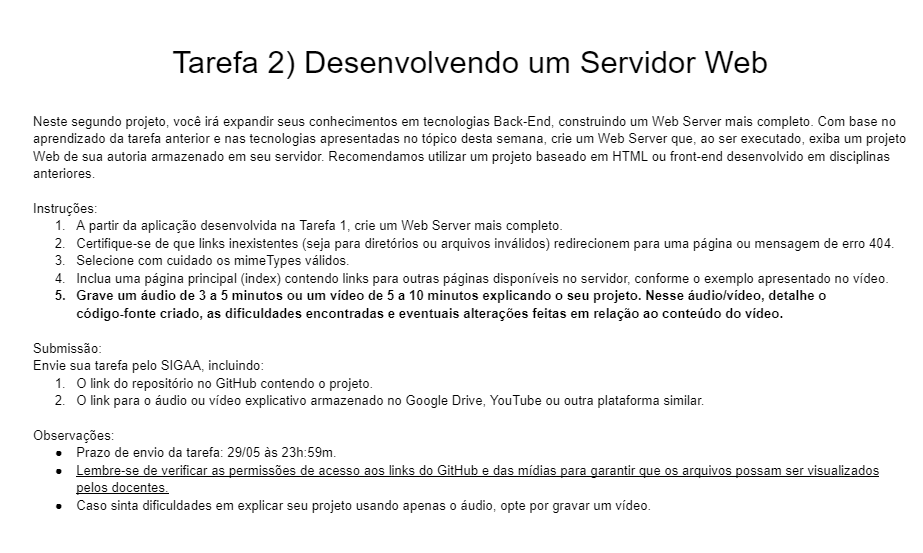 Tarefa 2) Desenvolvendo um Servidor Web
Neste segundo projeto, você irá expandir seus conhecimentos em tecnologias Back-End, construindo um Web Server mais completo. Com base no
aprendizado da tarefa anterior e nas tecnologias apresentadas no tópico desta semana, crie um Web Server que, ao ser executado, exiba um projeto
Web de sua autoria armazenado em seu servidor. Recomendamos utilizar um projeto baseado em HTML ou front-end desenvolvido em disciplinas
anteriores.
Instruções:
1. A partir da aplicação desenvolvida na Tarefa 1, crie um Web Server mais completo.
2. Certifique-se de que links inexistentes (seja para diretórios ou arquivos inválidos) redirecionem para uma página ou mensagem de erro 404.
3. Selecione com cuidado os mimeTypes válidos.
4. Inclua uma página principal (index) contendo links para outras páginas disponíveis no servidor, conforme o exemplo apresentado no vídeo.
5. Grave um áudio de 3 a 5 minutos ou um vídeo de 5 a 10 minutos explicando o seu projeto. Nesse áudio/vídeo, detalhe o
código-fonte criado, as dificuldades encontradas e eventuais alterações feitas em relação ao conteúdo do vídeo.
Submissão:
Envie sua tarefa pelo SIGAA, incluindo:
1. O link do repositório no GitHub contendo o projeto.
2. O link para o áudio ou vídeo explicativo armazenado no Google Drive, YouTube ou outra plataforma similar.
Observações:
● Prazo de envio da tarefa: 29/05 às 23h:59m.
● Lembre-se de verificar as permissões de acesso aos links do GitHub e das mídias para garantir que os arquivos possam ser visualizados
pelos docentes.
● Caso sinta dificuldades em explicar seu projeto usando apenas o áudio, opte por gravar um vídeo.